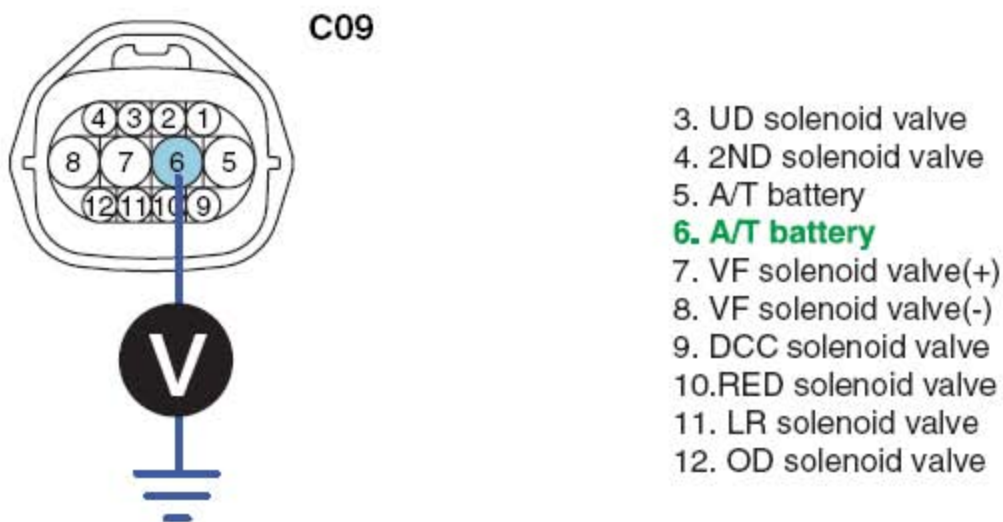 C09
4 3 2 1
8 7 6 5
12 11 10 9
V
3. UD solenoid valve
4. 2ND solenoid valve
5. A/T battery
6. A/T battery
7. VF solenoid valve(+)
8. VF solenoid valve(-)
9. DCC solenoid valve
10.RED solenoid valve
11. LR solenoid valve
12. OD solenoid valve